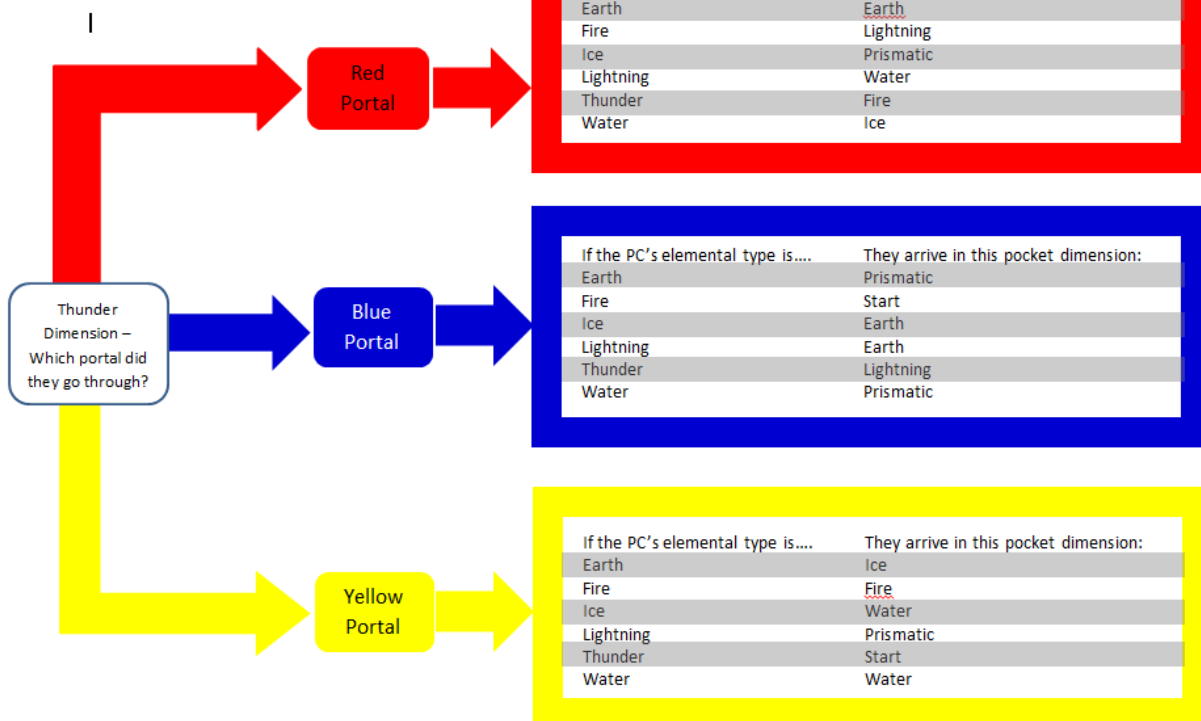 Earth Earth
Fire Lightning
Ice Prismatic
Lightning Water
Thunder Fire
Water Ice
Red
Portal
If the PC's elemental type is.... They arrive in this pocket dimension:
Earth Prismatic
Fire Start
Ice Earth
Lightning Earth
Thunder Lightning
Water Prismatic
Blue
Portal
Thunder
Dimension –
Which portal did
they go through?
If the PC's elemental type is.... They arrive in this pocket dimension:
Earth Ice
Fire Fire
Ice Water
Lightning Prismatic
Thunder Start
Water Water
Yellow
Portal